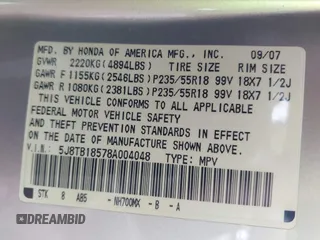 MFD. BY HONDA OF AMERICA MFG., INC. 09/07
GVWR 2220KG(4894LBS) TIRE SIZE RIM SIZE
GAWR F 1155KG(2546LBS)P235/55R18 99V 18X7 1/2J
GAWR R 1080KG(2381LBS)P235/55R18 99V 18X7 1/2J
THIS VEHICLE CONFORMS TO ALL APPLICABLE
FEDERAL MOTOR VEHICLE SAFETY
AND THEFT PREVENTION STANDARDS IN EFFECT
ON THE DATE OF MANUFACTURE SHOWN ABOVE.
V.I.N.: 5J8TB18578A004048 TYPE: MPV
STK 8 A85 - NH700MX - B - A
DREAMBID